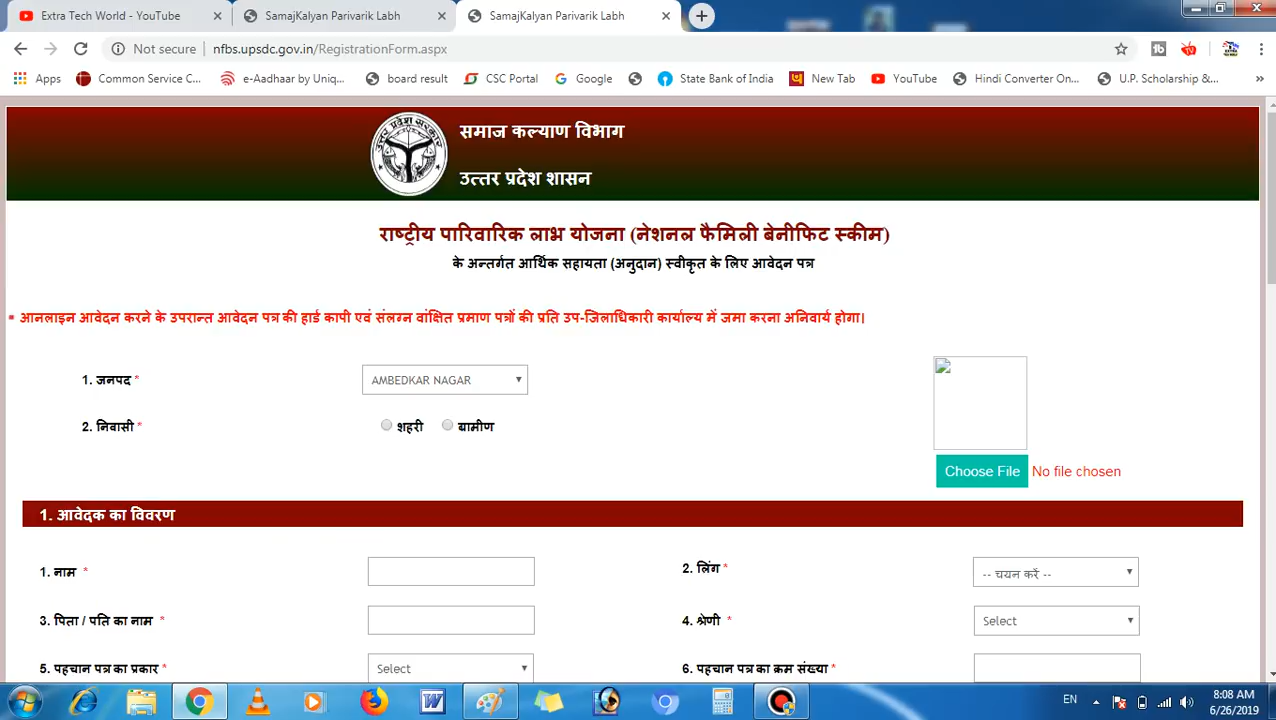 Extra Tech World - YouTube
SamajKalyan Parivarik Labh
SamajKalyan Parivarik Labh
Not secure | nfbs.upsdc.gov.in/RegistrationForm.aspx
Apps
Common Service C...
e-Aadhaar by Uniq...
board result
CSC Portal
Google
State Bank of India
New Tab
YouTube
Hindi Converter On...
U.P. Scholarship &...
»
समाज कल्याण विभाग
उत्तर प्रदेश शासन
राष्ट्रीय पारिवारिक लाभ योजना (नेशनल फैमिली बेनीफिट स्कीम)
के अन्तर्गत आर्थिक सहायता (अनुदान) स्वीकृत के लिए आवेदन पत्र
आनलाइन आवेदन करने के उपरान्त आवेदन पत्र की हार्ड कापी एवं संलग्न वांक्षित प्रमाण पत्रों की प्रति उप-जिलाधिकारी कार्यालय में जमा करना अनिवार्य होगा।
1. जनपद *
AMBEDKAR NAGAR
2. निवासी *
शहरी
ग्रामीण
Choose File No file chosen
1. आवेदक का विवरण
1. नाम *
2. लिंग *
-- चयन करें --
3. पिता / पति का नाम *
4. श्रेणी *
Select
5. पहचान पत्र का प्रकार *
Select
6. पहचान पत्र का क्रम संख्या *
EN
8:08 AM
6/26/2019